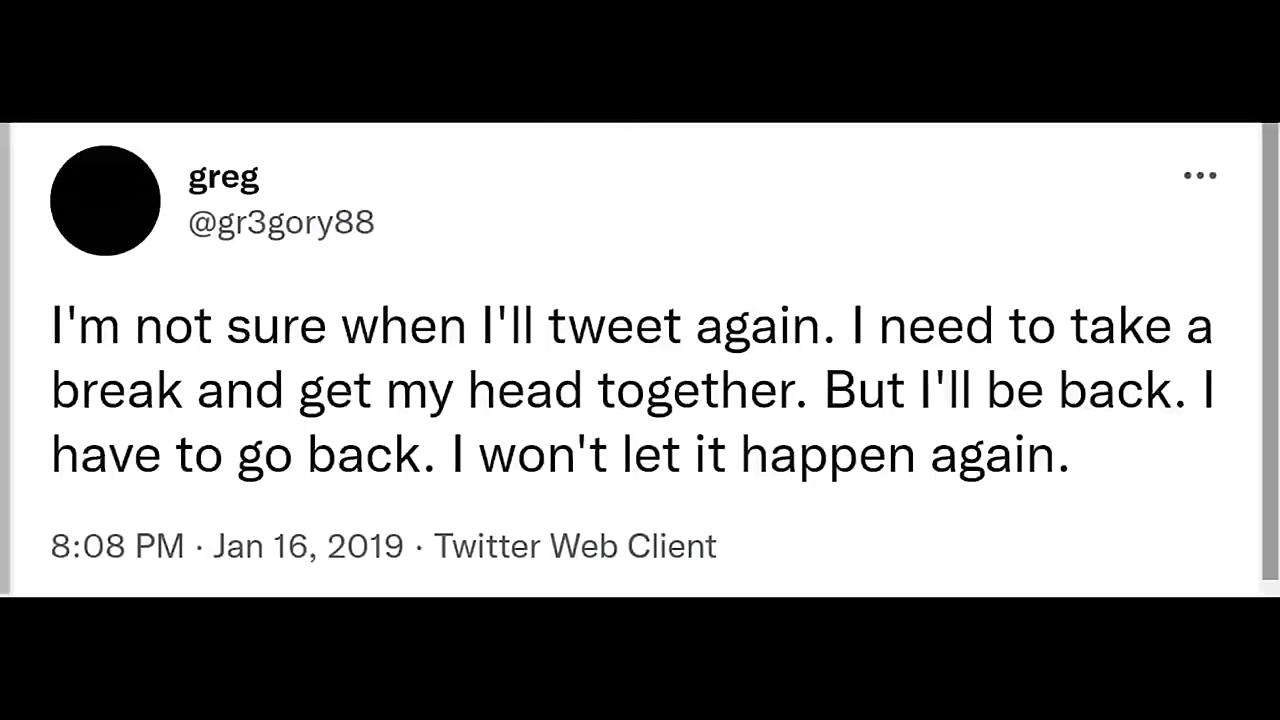 greg
@gr3gory88
I'm not sure when I'll tweet again. I need to take a
break and get my head together. But I'll be back. I
have to go back. I won't let it happen again.
8:08 PM · Jan 16, 2019 · Twitter Web Client